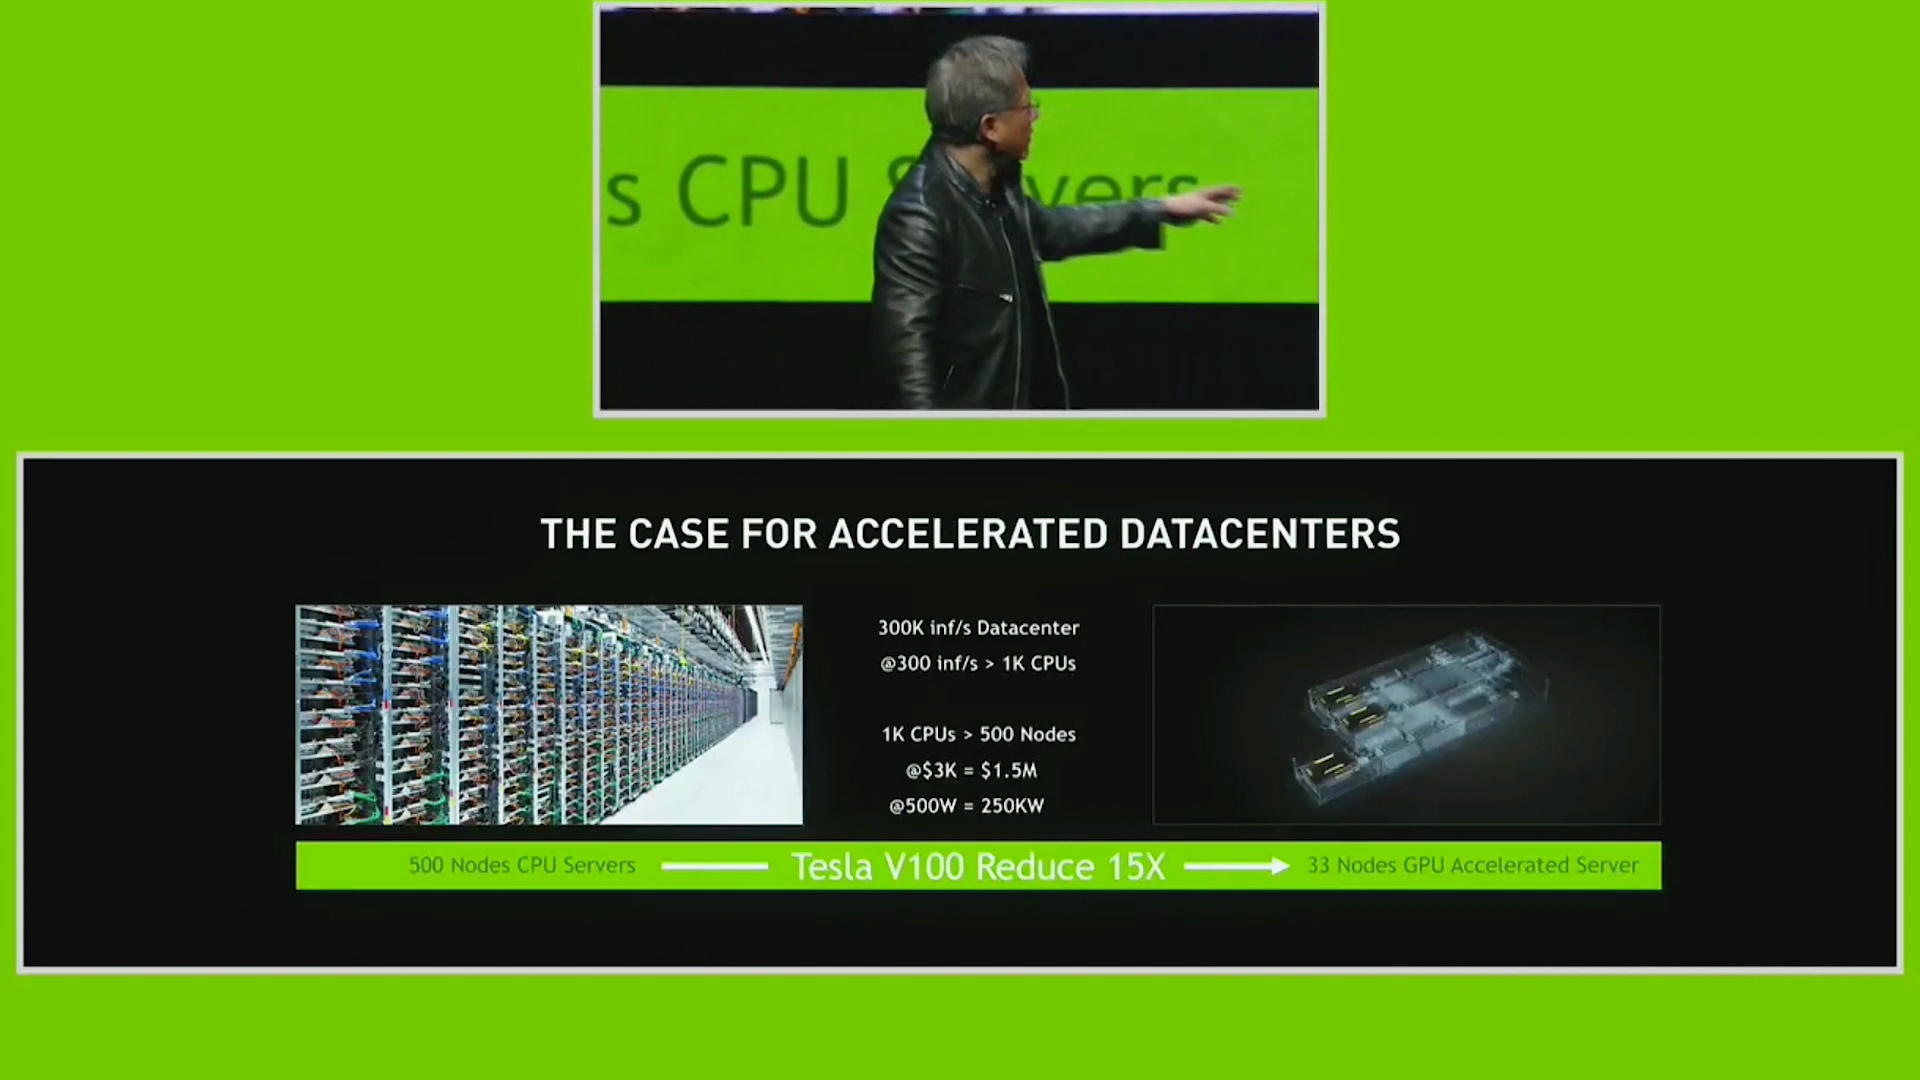 s CPU Servers
THE CASE FOR ACCELERATED DATACENTERS
300K inf/s Datacenter
@300 inf/s > 1K CPUs
1K CPUs > 500 Nodes
@$3K = $1.5M
@500W = 250KW
500 Nodes CPU Servers
Tesla V100 Reduce 15X
33 Nodes GPU Accelerated Server